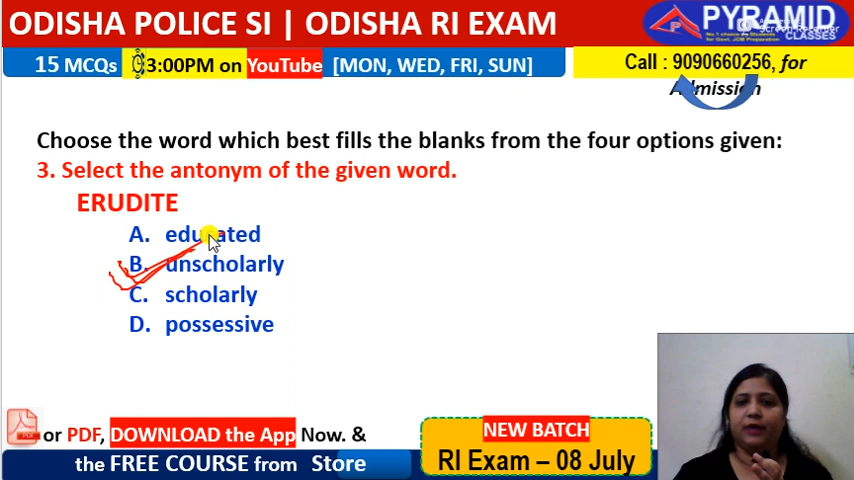 ODISHA POLICE SI | ODISHA RI EXAM
PYRAMID
CLASSES
15 MCQs 3:00PM on YouTube [MON, WED, FRI, SUN]
Call : 9090660256, for
Admission
Choose the word which best fills the blanks from the four options given:
3. Select the antonym of the given word.
ERUDITE
A. educated
B. unscholarly
C. scholarly
D. possessive
or PDF, DOWNLOAD the App Now. &
the FREE COURSE from Store
NEW BATCH
RI Exam – 08 July